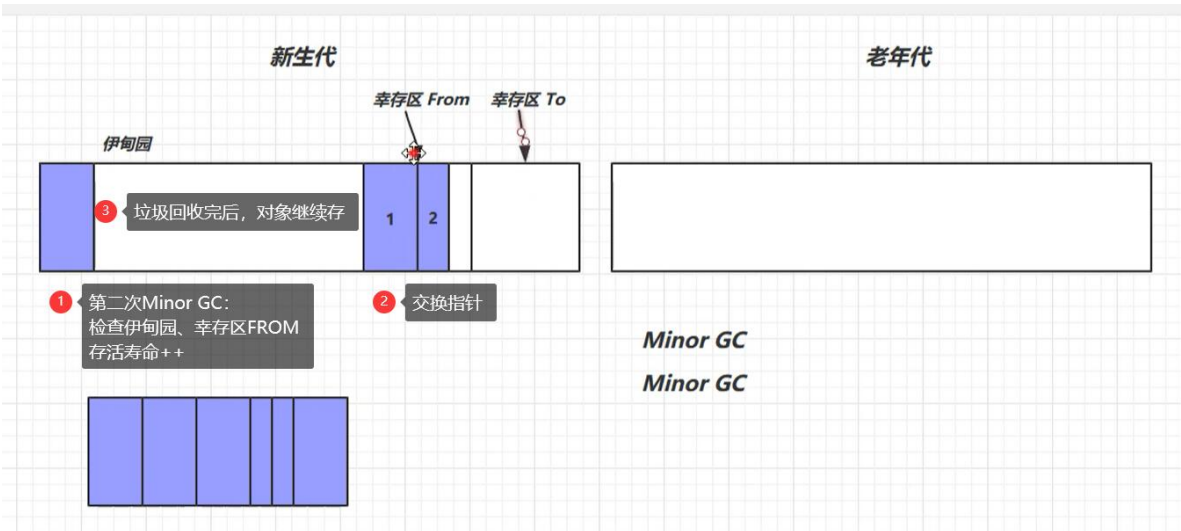 新生代
老年代
幸存区 From
幸存区 To
伊甸园
3
垃圾回收完后，对象继续存
1
2
1
第二次Minor GC：
检查伊甸园、幸存区FROM
存活寿命++
2
交换指针
Minor GC
Minor GC